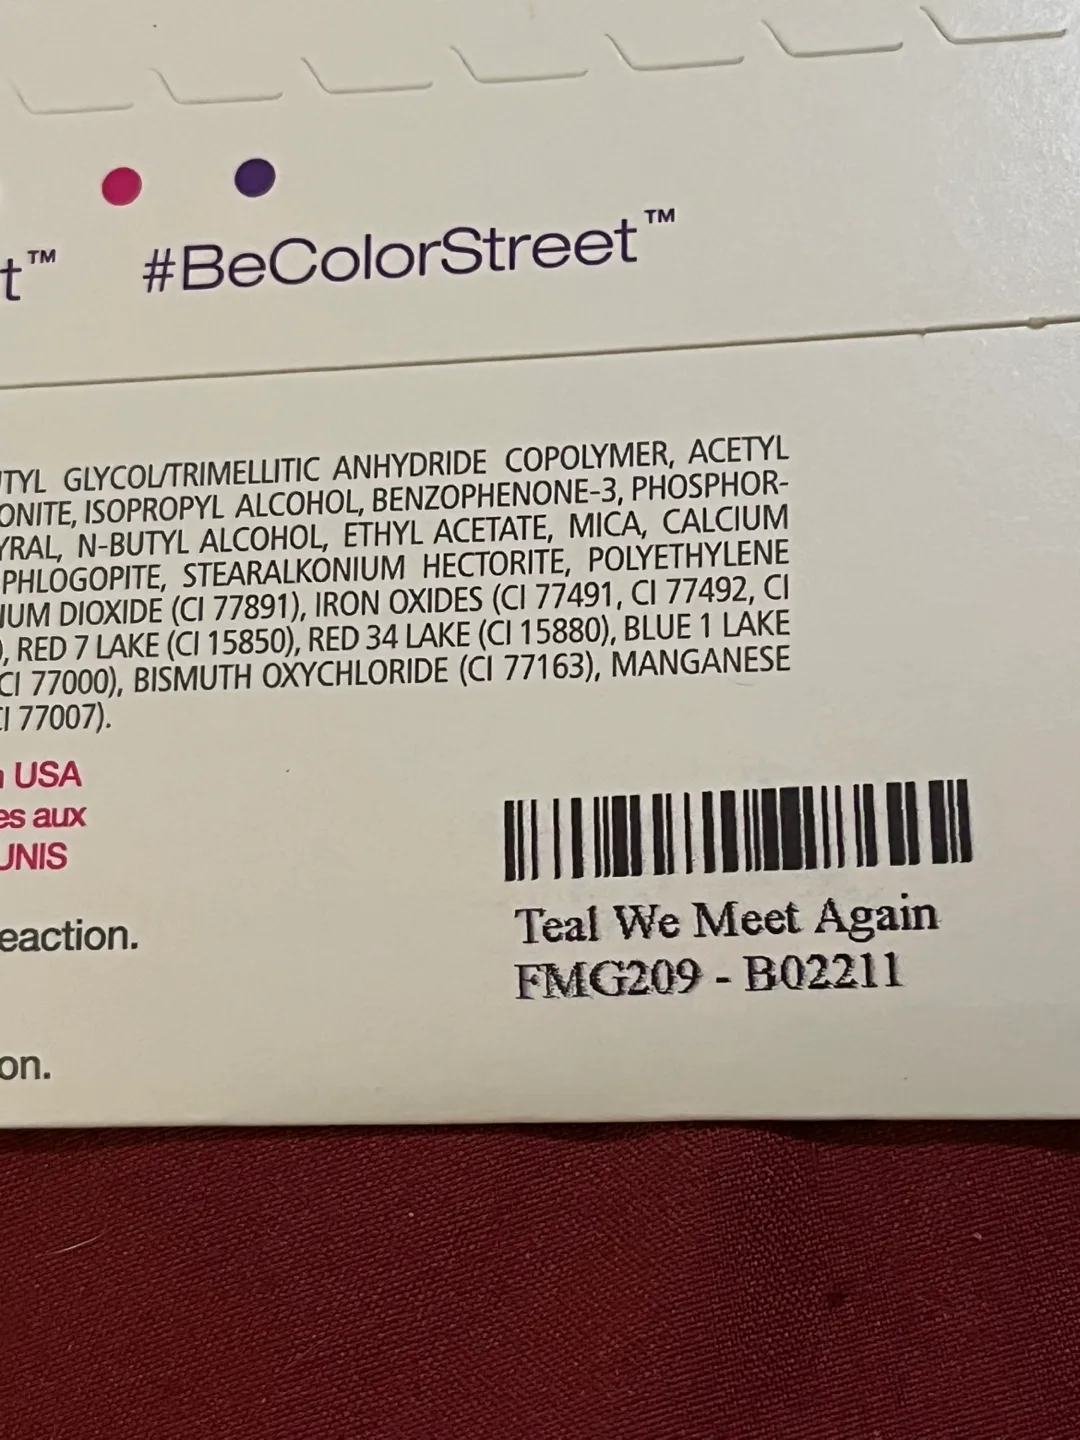 t™ #BeColorStreet™
TYL GLYCOL/TRIMELLITIC ANHYDRIDE COPOLYMER, ACETYL
ONITE, ISOPROPYL ALCOHOL, BENZOPHENONE-3, PHOSPHOR-
YRAL, N-BUTYL ALCOHOL, ETHYL ACETATE, MICA, CALCIUM
PHLOGOPITE, STEARALKONIUM HECTORITE, POLYETHYLENE
IUM DIOXIDE (CI 77891), IRON OXIDES (CI 77491, CI 77492, CI
), RED 7 LAKE (CI 15850), RED 34 LAKE (CI 15880), BLUE 1 LAKE
CI 77000), BISMUTH OXYCHLORIDE (CI 77163), MANGANESE
CI 77007).
USA
es aux
UNIS
eaction.
on.
Teal We Meet Again
FMG209 - B02211